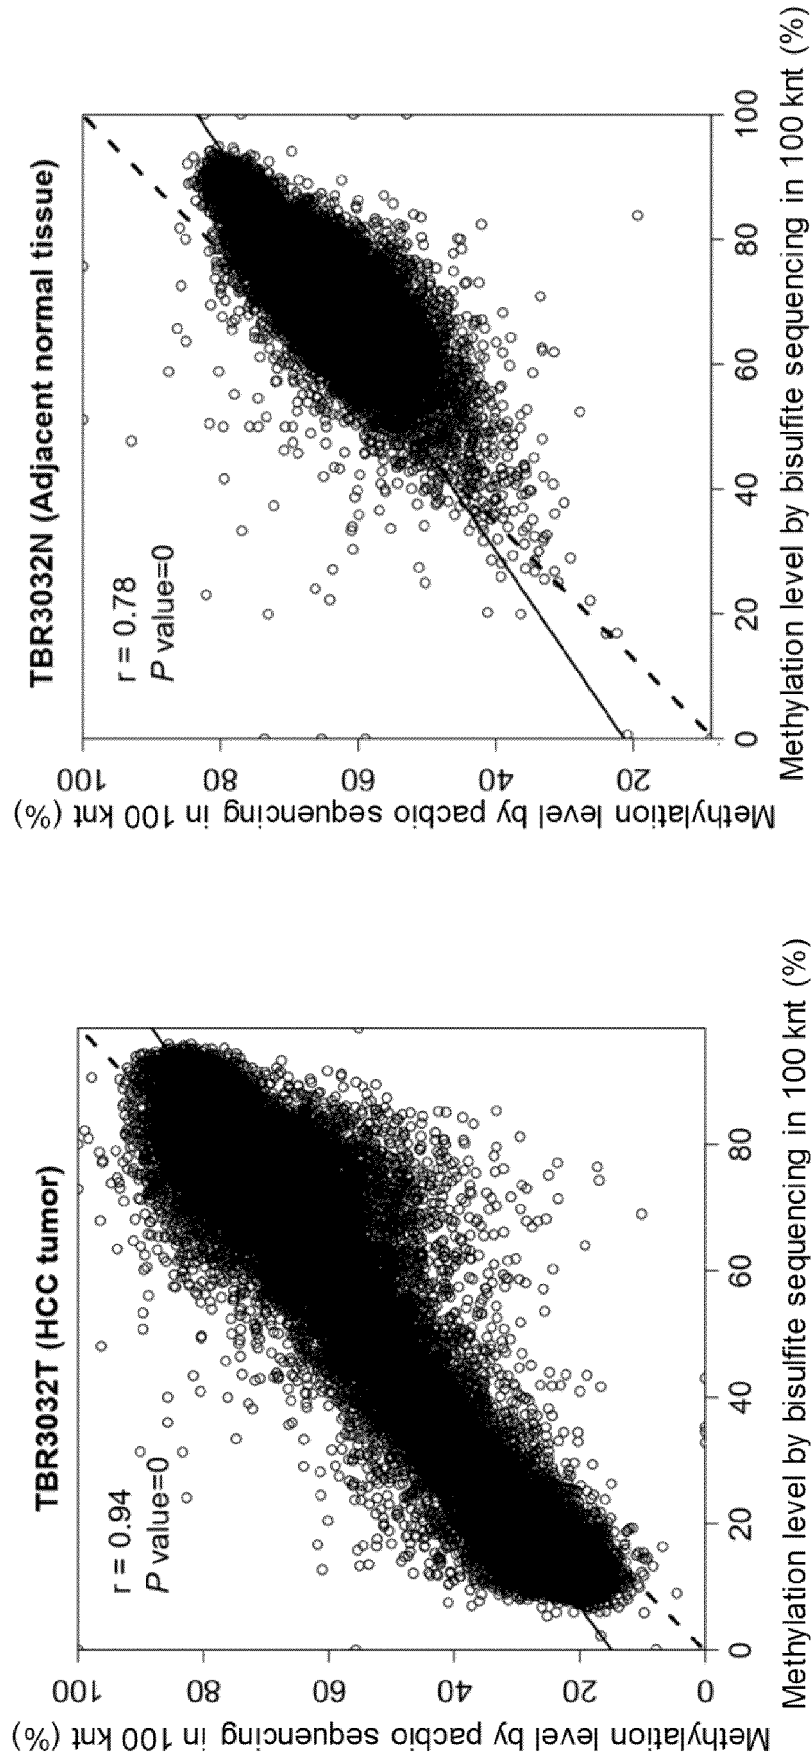 TBR3032T (HCC tumor)
r = 0.94
P value=0
Methylation level by pacbio sequencing in 100 knt (%)
100
80
60
40
20
0
0
20
40
60
80
Methylation level by bisulfite sequencing in 100 knt (%)
TBR3032N (Adjacent normal tissue)
r = 0.78
P value=0
Methylation level by pacbio sequencing in 100 knt (%)
100
80
60
40
20
0
20
40
60
80
100
Methylation level by bisulfite sequencing in 100 knt (%)